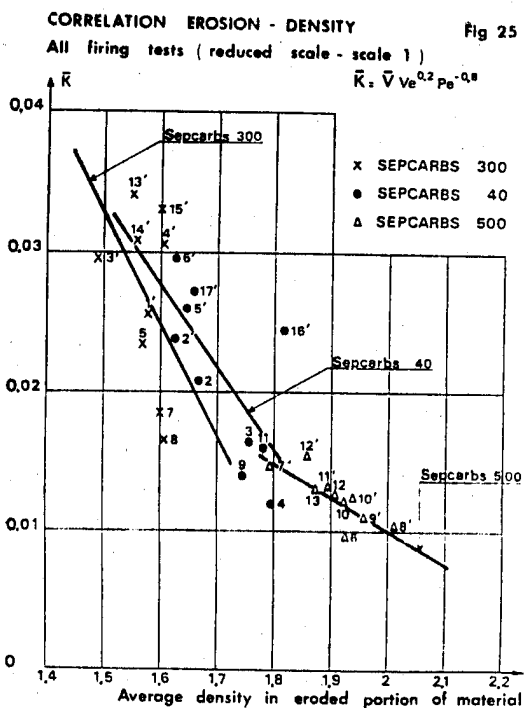 CORRELATION EROSION - DENSITY
Fig 25
All firing tests ( reduced scale - scale 1 )
K̄
K̄ = V̄ Ve^0,2 Pe^-0,8
0,04
Sepcarbs 300
x SEPCARBS 300
● SEPCARBS 40
△ SEPCARBS 500
13'
15'
14' 4'
0,03
3' 6'
17'
5'
16'
5 2'
2
Sepcarbs 40
0,02
7
8
3 11
12'
9 7'
Sepcarbs 500
11' 12
13 10'
4 10 9' 8'
0,01
6
0
1,4 1,5 1,6 1,7 1,8 1,9 2 2,1 2,2
Average density in eroded portion of material